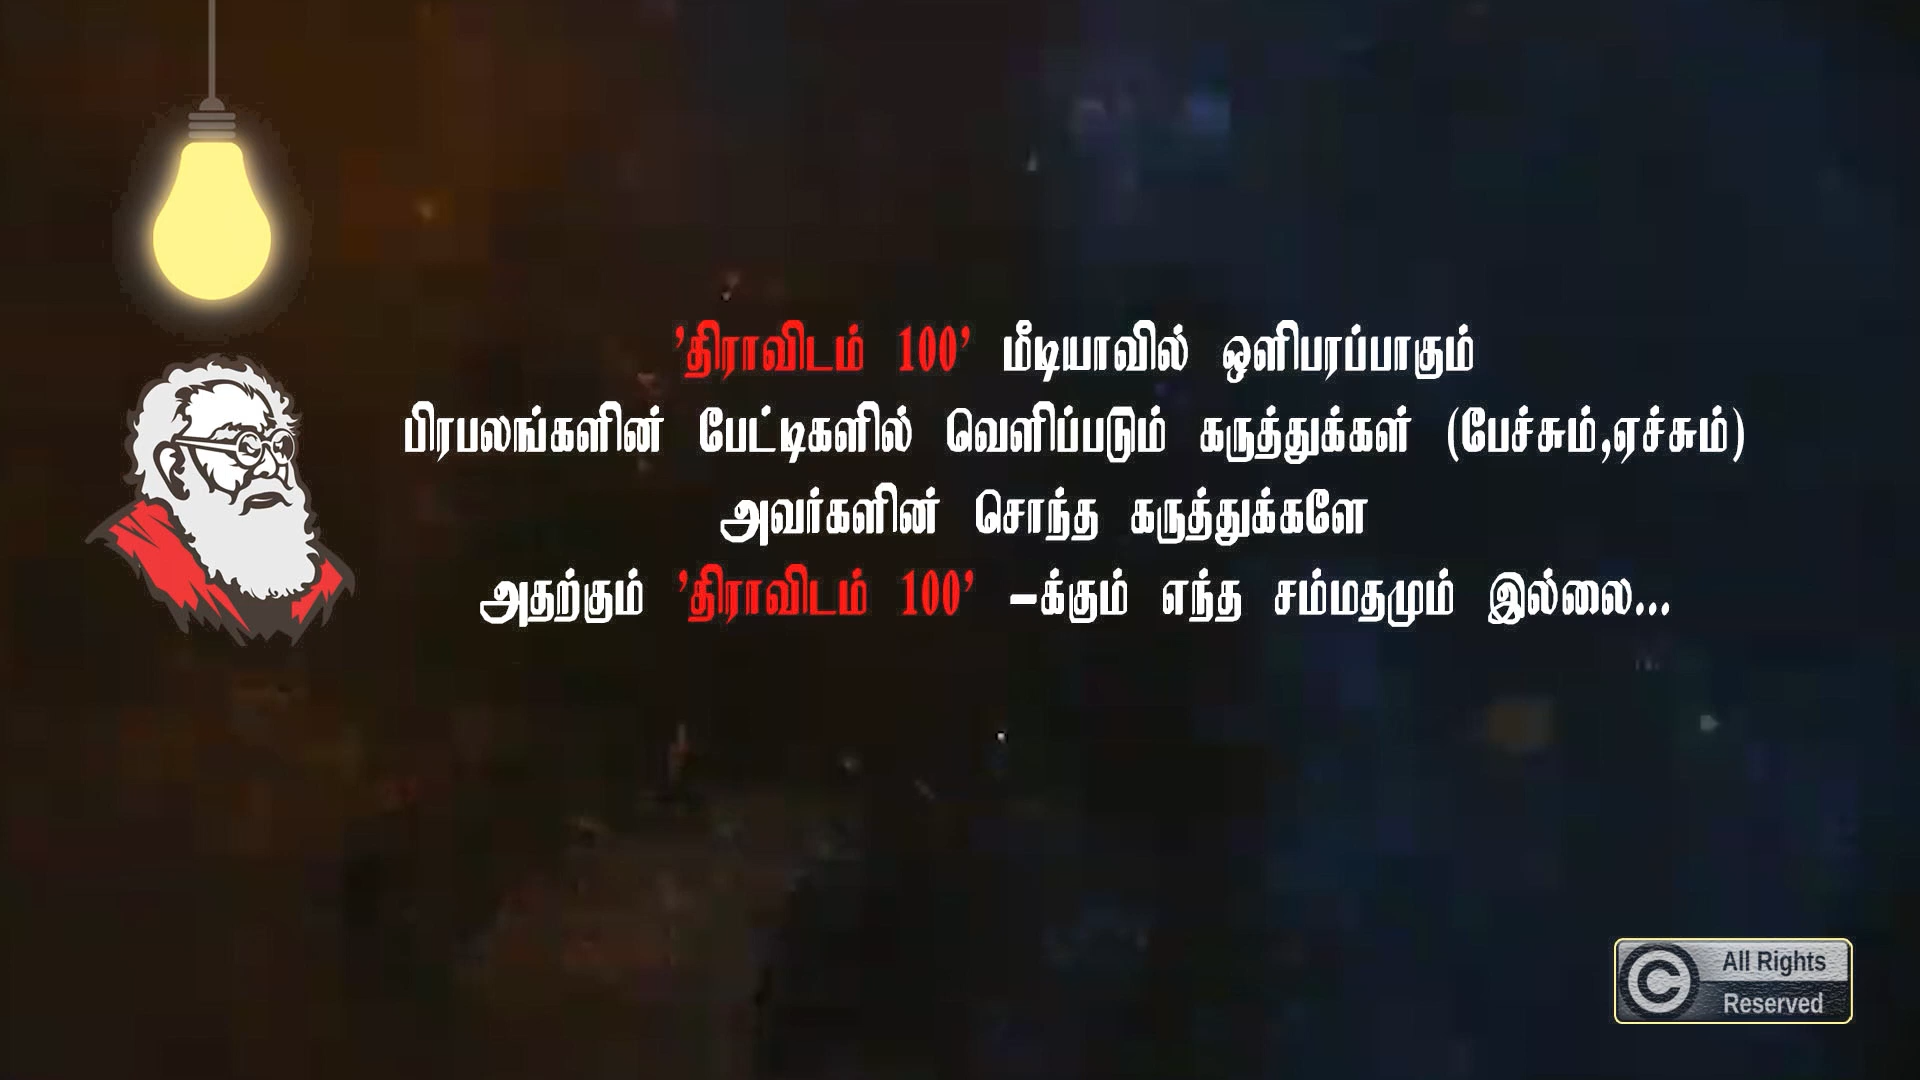 'திராவிடம் 100' மீடியாவில் ஒளிபரப்பாகும்
பிரபலங்களின் பேட்டிகளில் வெளிப்படும் கருத்துக்கள் (பேச்சும்,ஏச்சும்)
அவர்களின் சொந்த கருத்துக்களே
அதற்கும் 'திராவிடம் 100' -க்கும் எந்த சம்மதமும் இல்லை...
C All Rights
Reserved